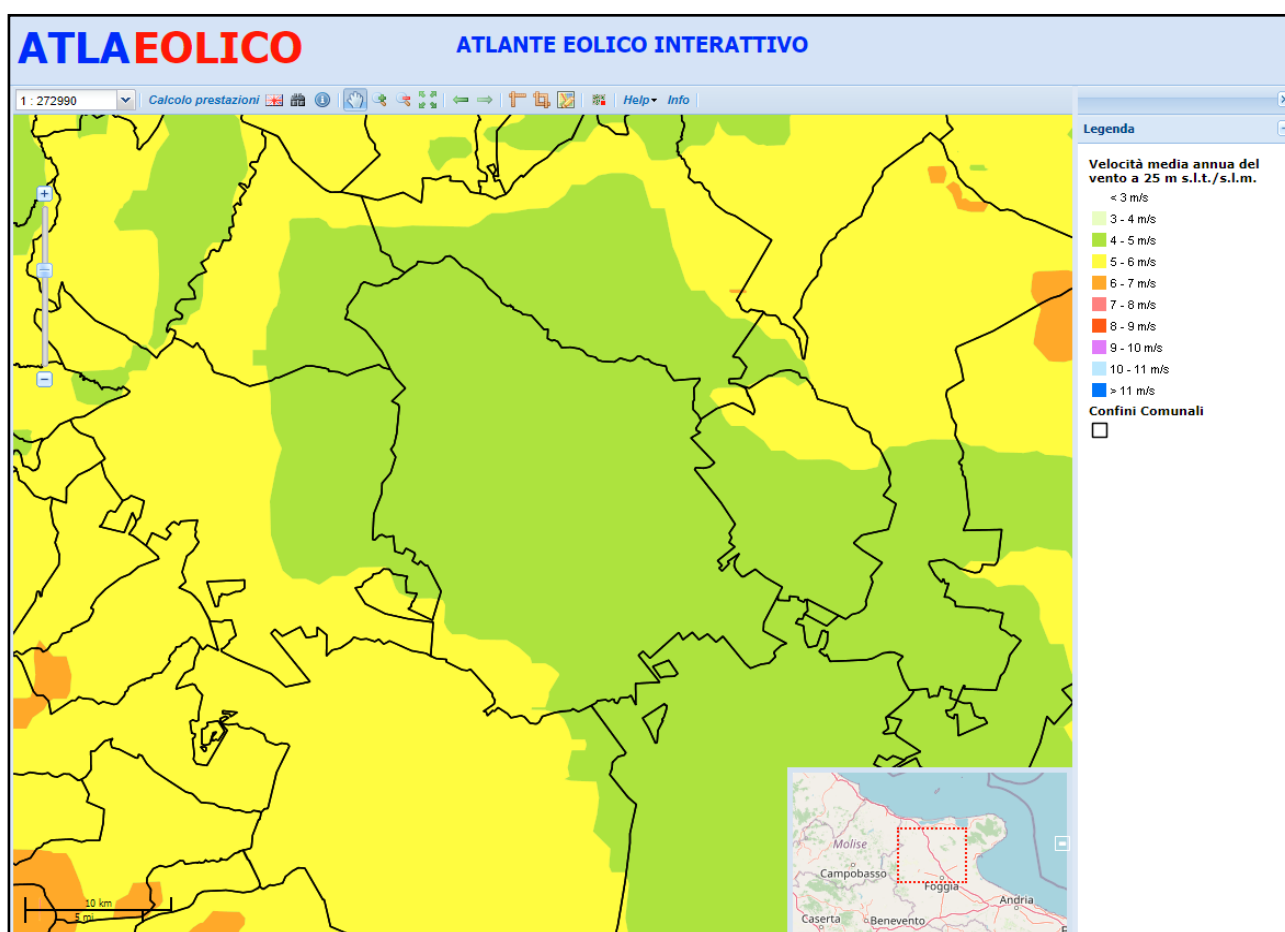 ATLAEOLICO
ATLANTE EOLICO INTERATTIVO
1 : 272990
Calcolo prestazioni
Help
Info
Legenda
Velocità media annua del
vento a 25 m s.l.t./s.l.m.
< 3 m/s
3 - 4 m/s
4 - 5 m/s
5 - 6 m/s
6 - 7 m/s
7 - 8 m/s
8 - 9 m/s
9 - 10 m/s
10 - 11 m/s
> 11 m/s
Confini Comunali
10 km
5 mi
Molise
Campobasso
Foggia
Andria
Caserta
Benevento